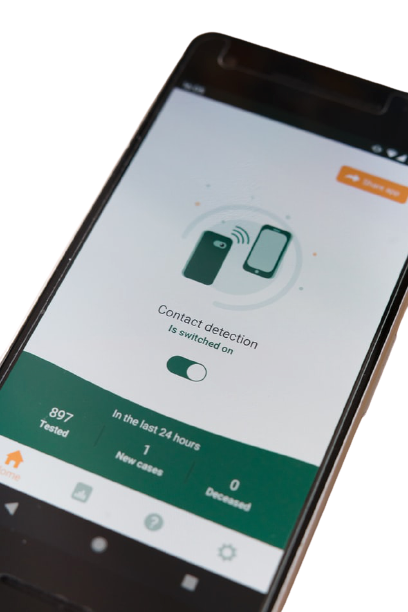 Share app
Contact detection
Is switched on
In the last 24 hours
897
Tested
1
New cases
0
Deceased
Home